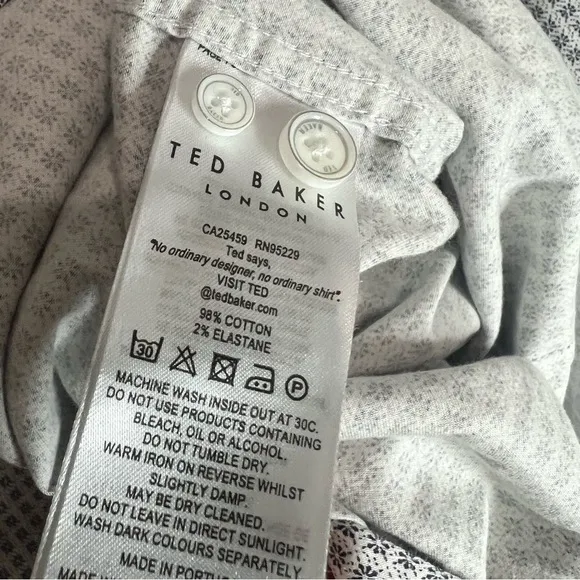 TED BAKER
LONDON
CA25459 RN95229
Ted says,
"No ordinary designer, no ordinary shirt".
VISIT TED
@tedbaker.com
98% COTTON
2% ELASTANE
30 P
MACHINE WASH INSIDE OUT AT 30C.
DO NOT USE PRODUCTS CONTAINING
BLEACH, OIL OR ALCOHOL.
DO NOT TUMBLE DRY.
WARM IRON ON REVERSE WHILST
SLIGHTLY DAMP.
MAY BE DRY CLEANED.
DO NOT LEAVE IN DIRECT SUNLIGHT.
WASH DARK COLOURS SEPARATELY
MADE IN